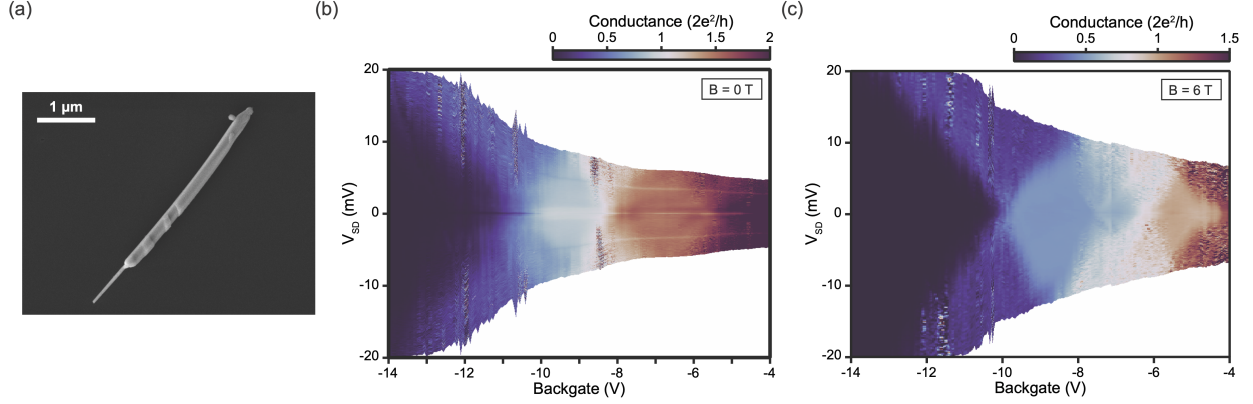 (a)
1 μm
(b)
Conductance (2e²/h)
0 0.5 1 1.5 2
B = 0 T
20
10
0
-10
-20
V_SD (mV)
-14 -12 -10 -8 -6 -4
Backgate (V)
(c)
Conductance (2e²/h)
0 0.5 1 1.5
B = 6 T
20
10
0
-10
-20
V_SD (mV)
-14 -12 -10 -8 -6 -4
Backgate (V)